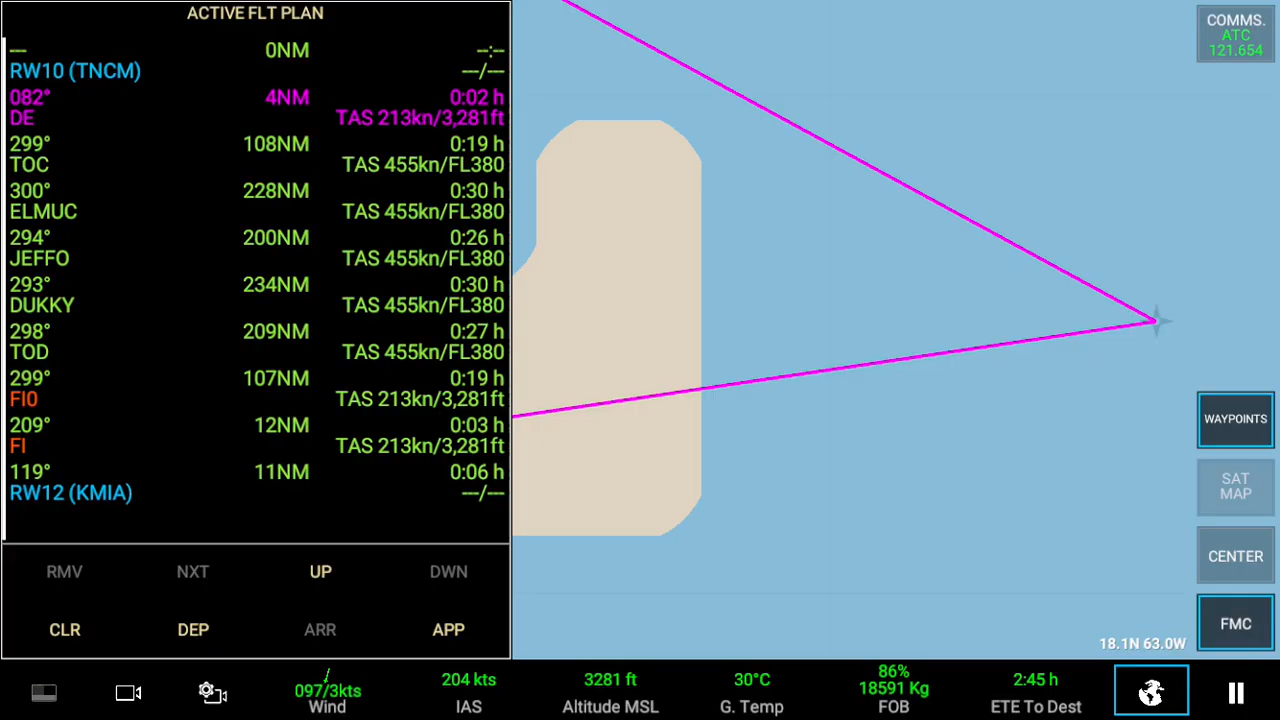 ACTIVE FLT PLAN
--- 0NM --:--
RW10 (TNCM) ---/---
082° 4NM 0:02 h
DE TAS 213kn/3,281ft
299° 108NM 0:19 h
TOC TAS 455kn/FL380
300° 228NM 0:30 h
ELMUC TAS 455kn/FL380
294° 200NM 0:26 h
JEFFO TAS 455kn/FL380
293° 234NM 0:30 h
DUKKY TAS 455kn/FL380
298° 209NM 0:27 h
TOD TAS 455kn/FL380
299° 107NM 0:19 h
FI0 TAS 213kn/3,281ft
209° 12NM 0:03 h
FI TAS 213kn/3,281ft
119° 11NM 0:06 h
RW12 (KMIA) ---/---
RMV NXT UP DWN
CLR DEP ARR APP
COMMS.
ATC
121.654
WAYPOINTS
SAT
MAP
CENTER
FMC
18.1N 63.0W
097/3kts
Wind
204 kts
IAS
3281 ft
Altitude MSL
30°C
G. Temp
86%
18591 Kg
FOB
2:45 h
ETE To Dest